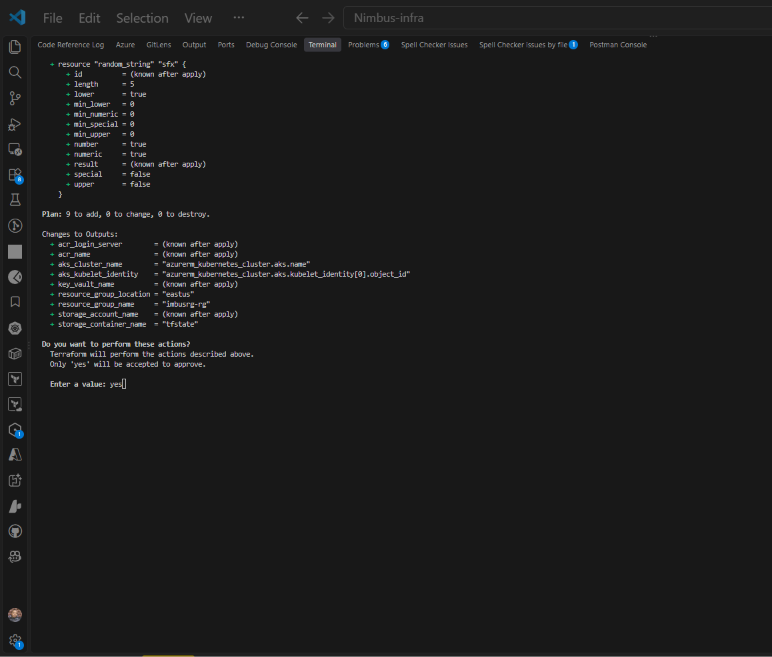 File Edit Selection View ··· ← → Nimbus-infra
Code Reference Log Azure GitLens Output Ports Debug Console Terminal Problems 6 Spell Checker Issues Spell Checker Issues by file 1 Postman Console
+ resource "random_string" "sfx" {
+ id = (known after apply)
+ length = 5
+ lower = true
+ min_lower = 0
+ min_numeric = 0
+ min_special = 0
+ min_upper = 0
+ number = true
+ numeric = true
+ result = (known after apply)
+ special = false
+ upper = false
}
Plan: 9 to add, 0 to change, 0 to destroy.
Changes to Outputs:
+ acr_login_server = (known after apply)
+ acr_name = (known after apply)
+ aks_cluster_name = "azurerm_kubernetes_cluster.aks.name"
+ aks_kubelet_identity = "azurerm_kubernetes_cluster.aks.kubelet_identity[0].object_id"
+ key_vault_name = (known after apply)
+ resource_group_location = "eastus"
+ resource_group_name = "imbusrg-rg"
+ storage_account_name = (known after apply)
+ storage_container_name = "tfstate"
Do you want to perform these actions?
Terraform will perform the actions described above.
Only 'yes' will be accepted to approve.
Enter a value: yes
8
1
1